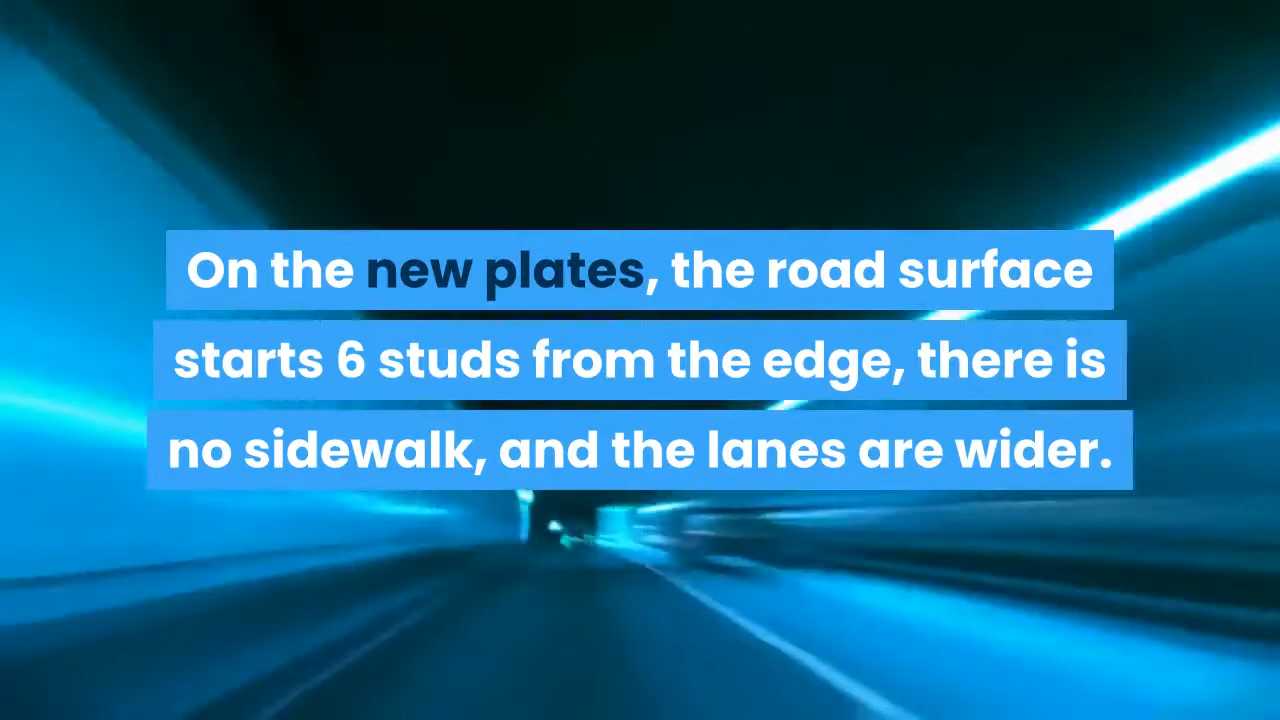 On the new plates, the road surface
starts 6 studs from the edge, there is
no sidewalk, and the lanes are wider.